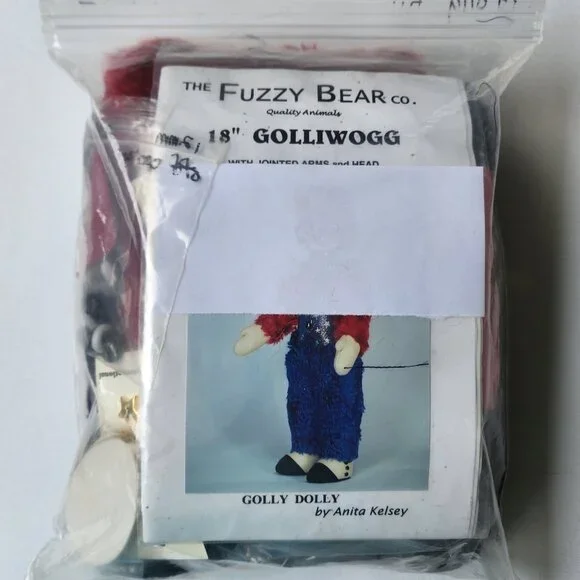 THE FUZZY BEAR CO.
Quality Animals
18" GOLLIWOGG
WITH JOINTED ARMS and HEAD
GOLLY DOLLY
by Anita Kelsey